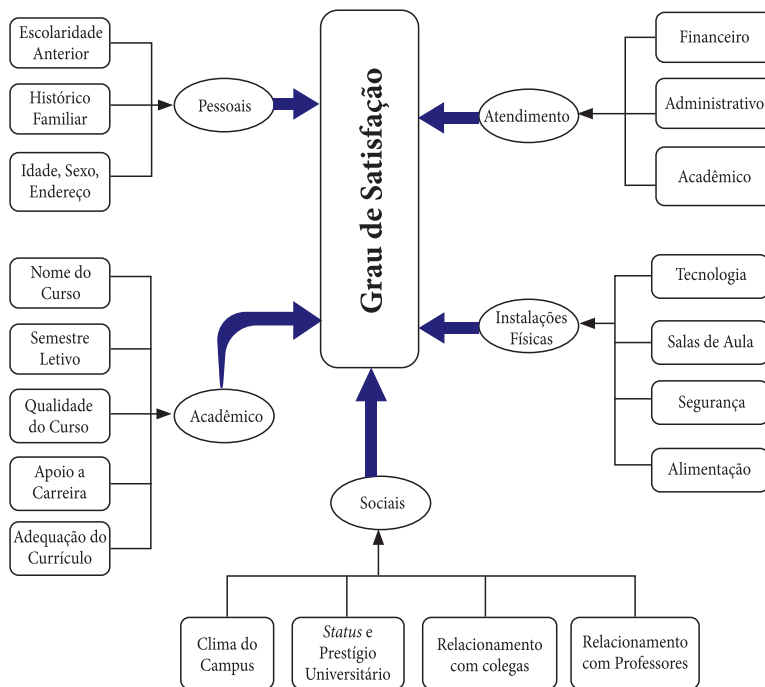 Escolaridade
Anterior
Histórico
Familiar
Idade, Sexo,
Endereço
Pessoais
Grau de Satisfação
Atendimento
Financeiro
Administrativo
Acadêmico
Nome do
Curso
Semestre
Letivo
Qualidade
do Curso
Apoio a
Carreira
Adequação do
Currículo
Acadêmico
Instalações
Físicas
Tecnologia
Salas de Aula
Segurança
Alimentação
Sociais
Clima do
Campus
Status e
Prestígio
Universitário
Relacionamento
com colegas
Relacionamento
com Professores